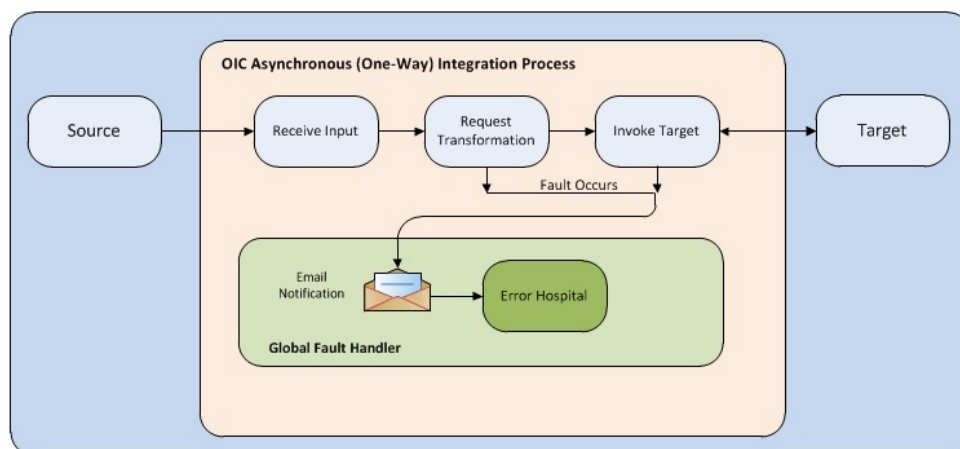 OIC Asynchronous (One-Way) Integration Process
Source
Receive Input
Request
Transformation
Invoke Target
Target
Fault Occurs
Email
Notification
Error Hospital
Global Fault Handler